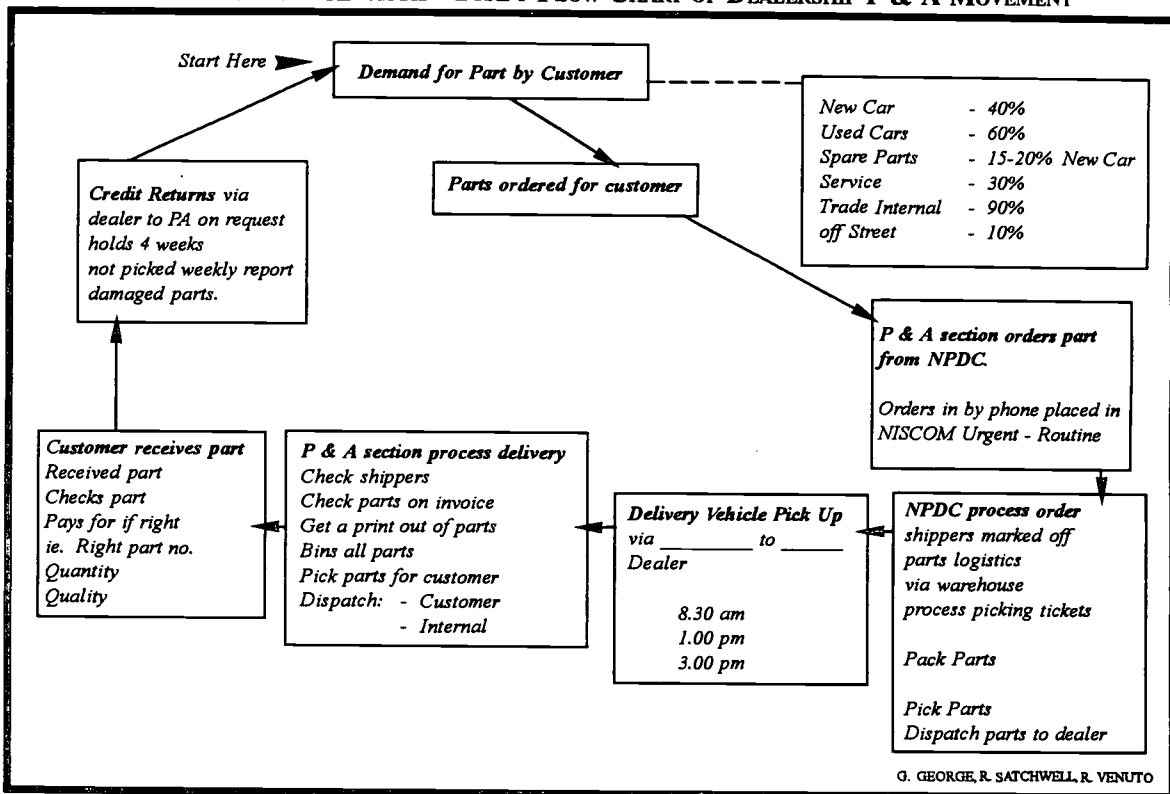 Flow Chart of Dealership P & A Movement
Start Here
Demand for Part by Customer
New Car - 40%
Used Cars - 60%
Spare Parts - 15-20% New Car
Service - 30%
Trade Internal - 90%
off Street - 10%
Parts ordered for customer
P & A section orders part
from NPDC.
Orders in by phone placed in
NISCOM Urgent - Routine
NPDC process order
shippers marked off
parts logistics
via warehouse
process picking tickets
Pack Parts
Pick Parts
Dispatch parts to dealer
Delivery Vehicle Pick Up
via ________ to _____
Dealer
8.30 am
1.00 pm
3.00 pm
P & A section process delivery
Check shippers
Check parts on invoice
Get a print out of parts
Bins all parts
Pick parts for customer
Dispatch: - Customer
- Internal
Customer receives part
Received part
Checks part
Pays for if right
ie. Right part no.
Quantity
Quality
Credit Returns via
dealer to PA on request
holds 4 weeks
not picked weekly report
damaged parts.
G. GEORGE, R. SATCHWELL, R. VENUTO